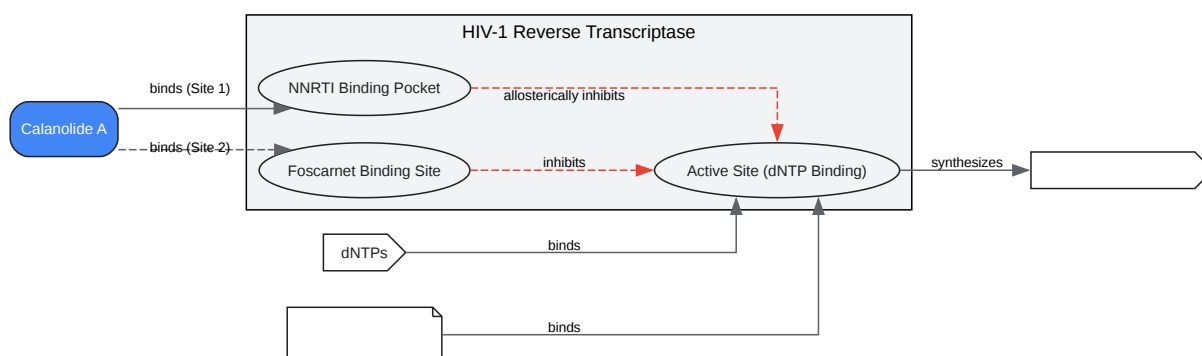 HIV-1 Reverse Transcriptase
binds (Site 1)
NNRTI Binding Pocket
allosterically inhibits
Calanolide A
binds (Site 2)
Foscarnet Binding Site
inhibits
Active Site (dNTP Binding)
synthesizes
dNTPs
binds
binds